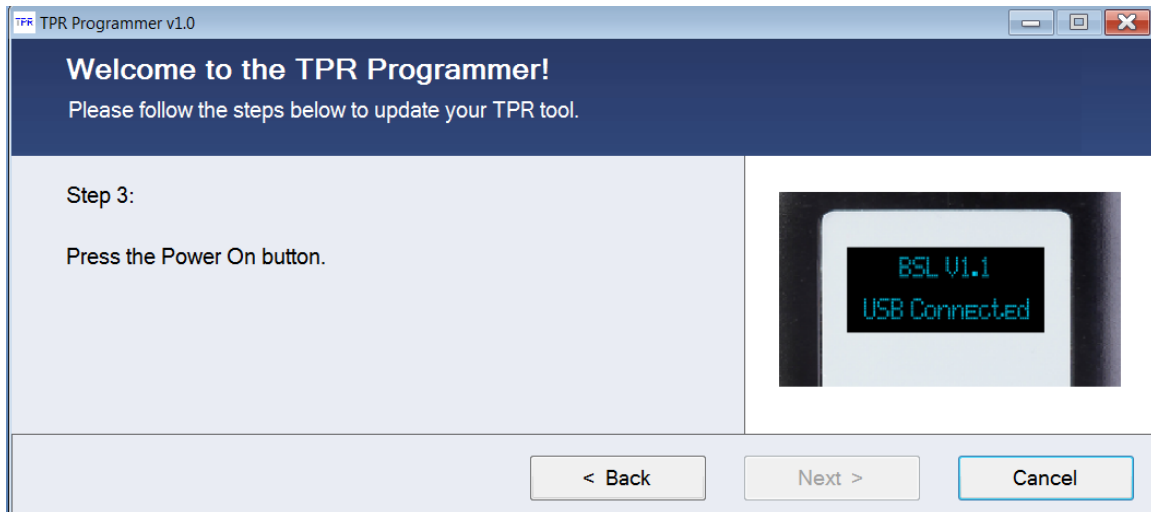 TPR TPR Programmer v1.0
Welcome to the TPR Programmer!
Please follow the steps below to update your TPR tool.
Step 3:
Press the Power On button.
BSL V1.1
USB Connected
< Back
Next >
Cancel